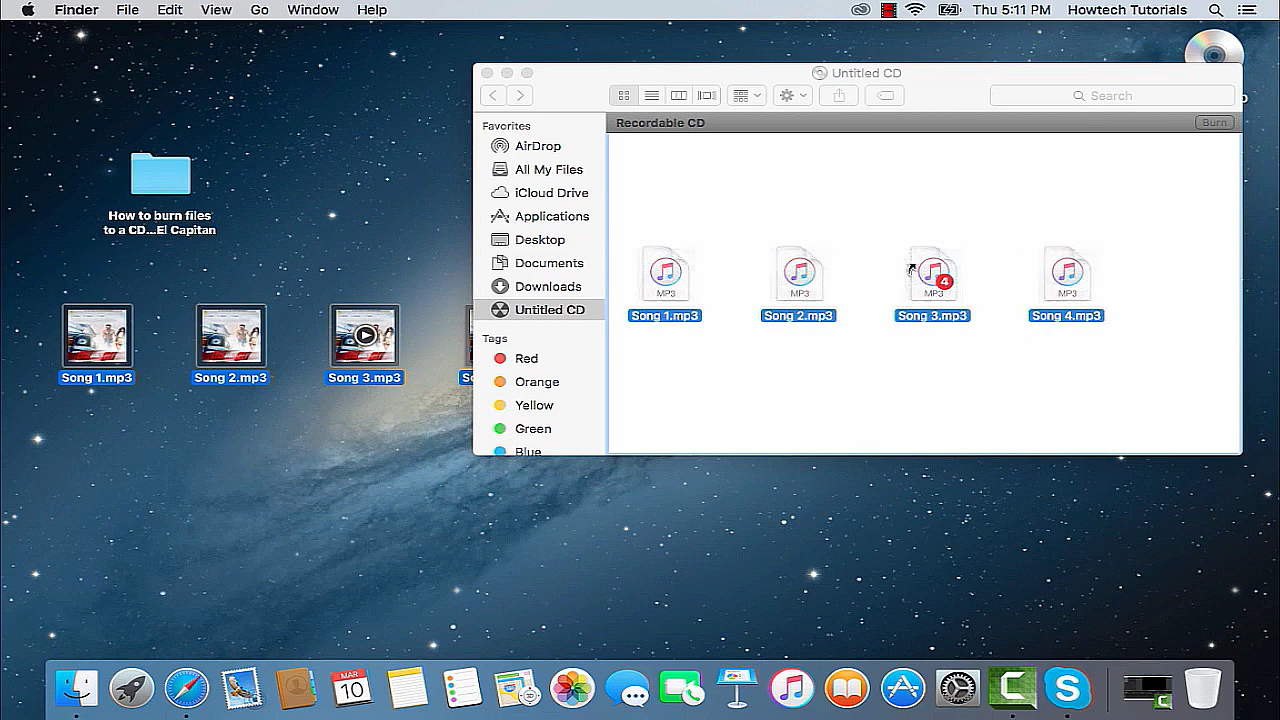 Finder File Edit View Go Window Help Thu 5:11 PM Howtech Tutorials
Untitled CD
Search
Favorites
AirDrop
All My Files
iCloud Drive
Applications
Desktop
Documents
Downloads
Untitled CD
Tags
Red
Orange
Yellow
Green
Blue
Recordable CD Burn
MP3 MP3 MP3 MP3
4
Song 1.mp3 Song 2.mp3 Song 3.mp3 Song 4.mp3
How to burn files
to a CD...El Capitan
Song 1.mp3 Song 2.mp3 Song 3.mp3
MAR
10